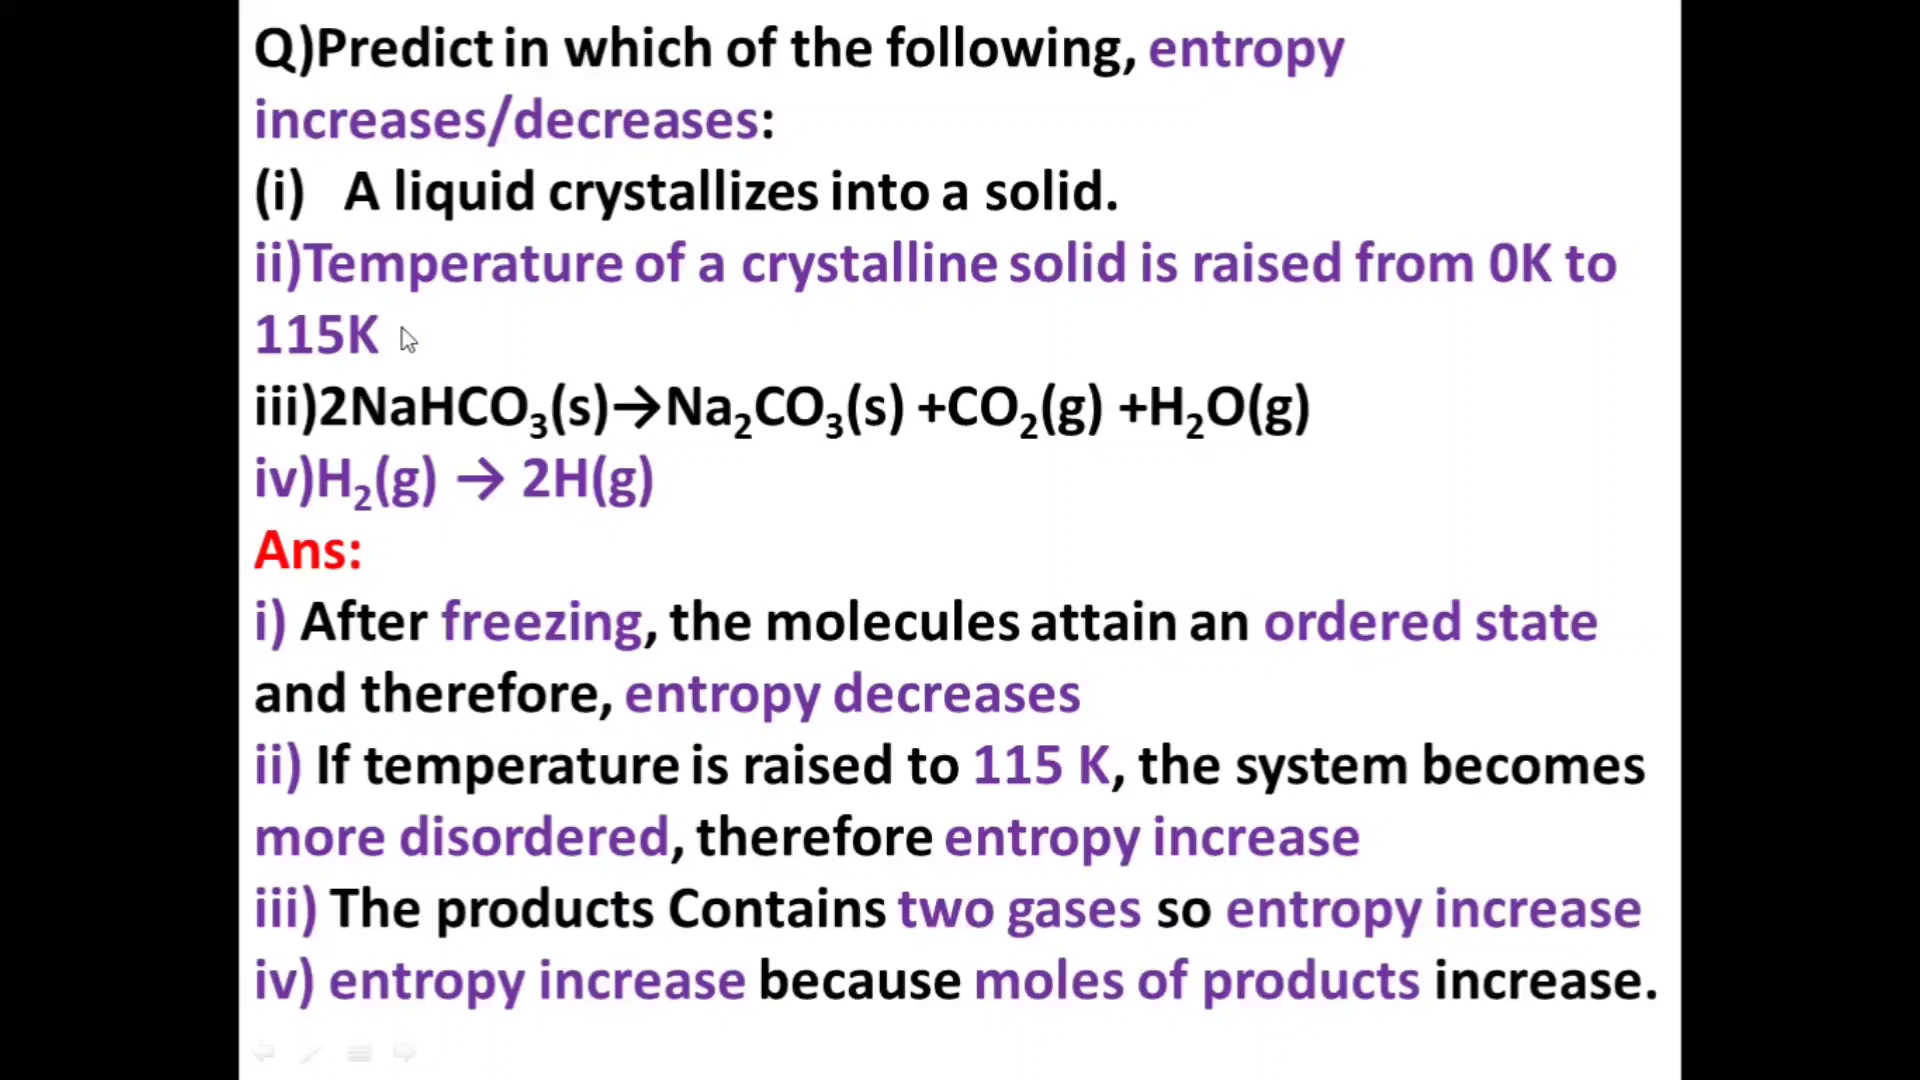 Q)Predict in which of the following, entropy
increases/decreases:
(i) A liquid crystallizes into a solid.
ii)Temperature of a crystalline solid is raised from 0K to
115K
iii)2NaHCO₃(s)→Na₂CO₃(s) +CO₂(g) +H₂O(g)
iv)H₂(g) → 2H(g)
Ans:
i) After freezing, the molecules attain an ordered state
and therefore, entropy decreases
ii) If temperature is raised to 115 K, the system becomes
more disordered, therefore entropy increase
iii) The products Contains two gases so entropy increase
iv) entropy increase because moles of products increase.